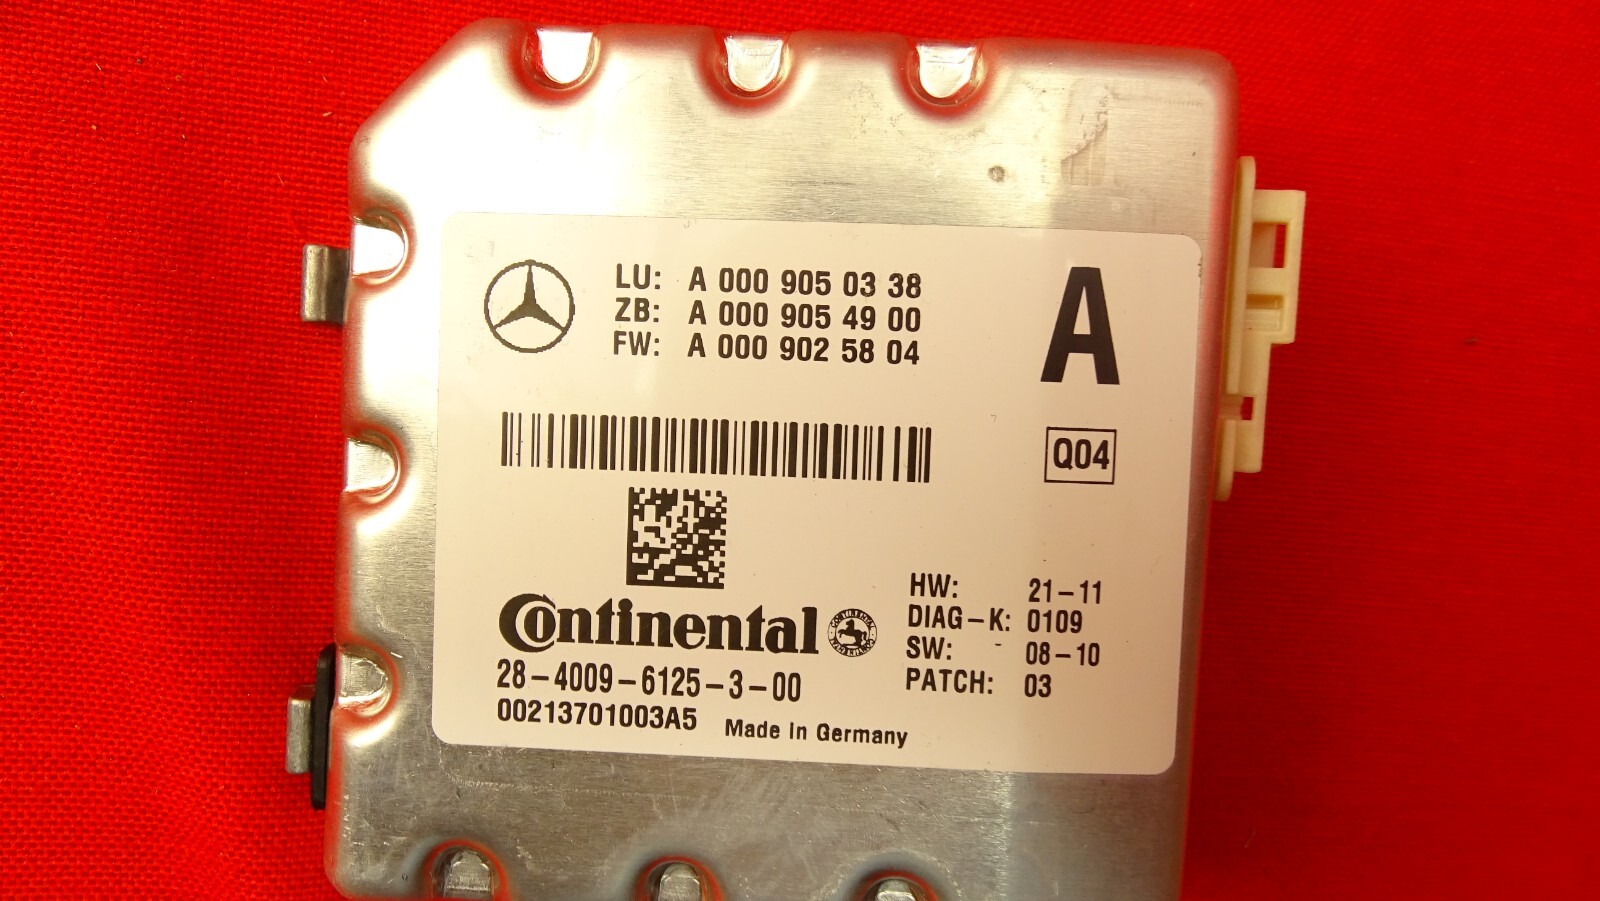 LU: A 000 905 03 38
ZB: A 000 905 49 00
FW: A 000 902 58 04
A
Q04
Continental
28-4009-6125-3-00
00213701003A5
Made in Germany
HW: 21-11
DIAG-K: 0109
SW: 08-10
PATCH: 03